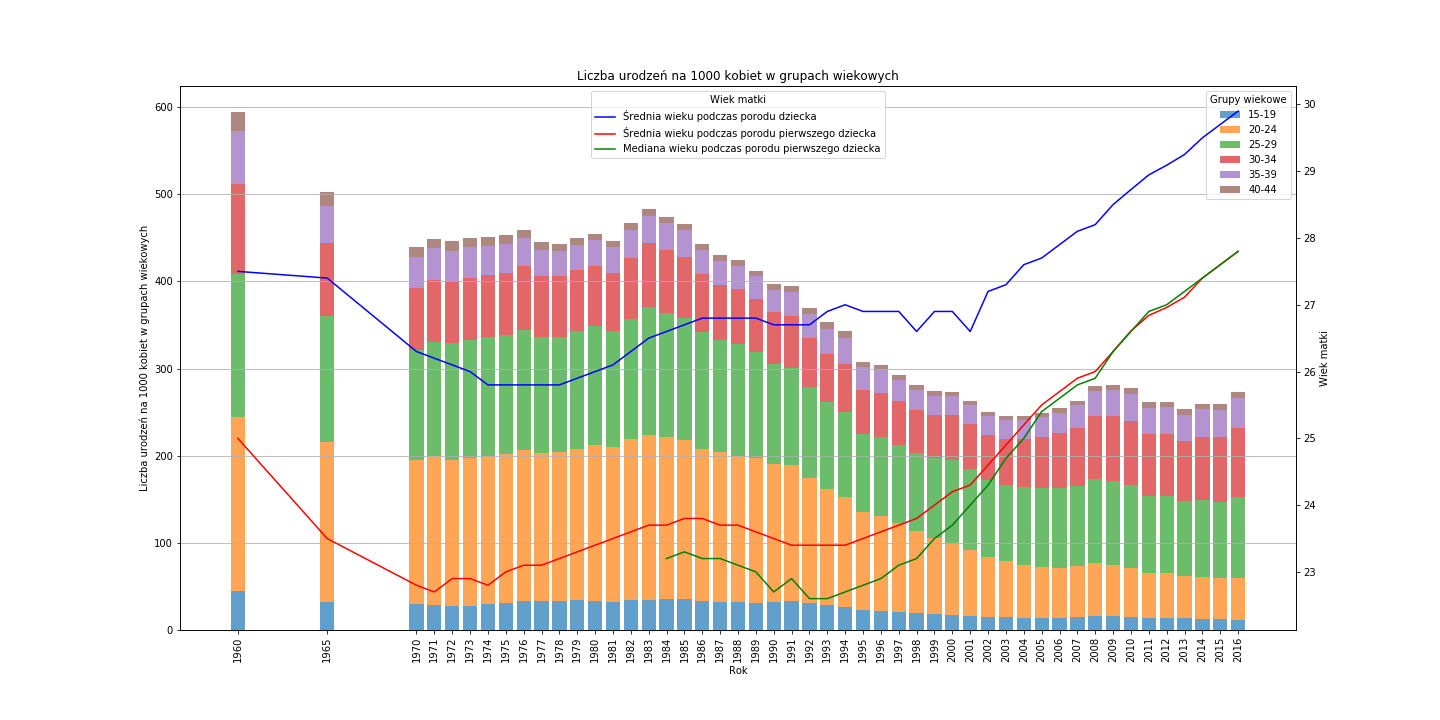 Liczba urodzeń na 1000 kobiet w grupach wiekowych
Wiek matki
Średnia wieku podczas porodu dziecka
Średnia wieku podczas porodu pierwszego dziecka
Mediana wieku podczas porodu pierwszego dziecka
Grupy wiekowe
15-19
20-24
25-29
30-34
35-39
40-44
Liczba urodzeń na 1000 kobiet w grupach wiekowych
600
500
400
300
200
100
0
30
29
28
27
26
25
24
23
Wiek matki
1960 1965 1970 1971 1972 1973 1974 1975 1976 1977 1978 1979 1980 1981 1982 1983 1984 1985 1986 1987 1988 1989 1990 1991 1992 1993 1994 1995 1996 1997 1998 1999 2000 2001 2002 2003 2004 2005 2006 2007 2008 2009 2010 2011 2012 2013 2014 2015 2016
Rok